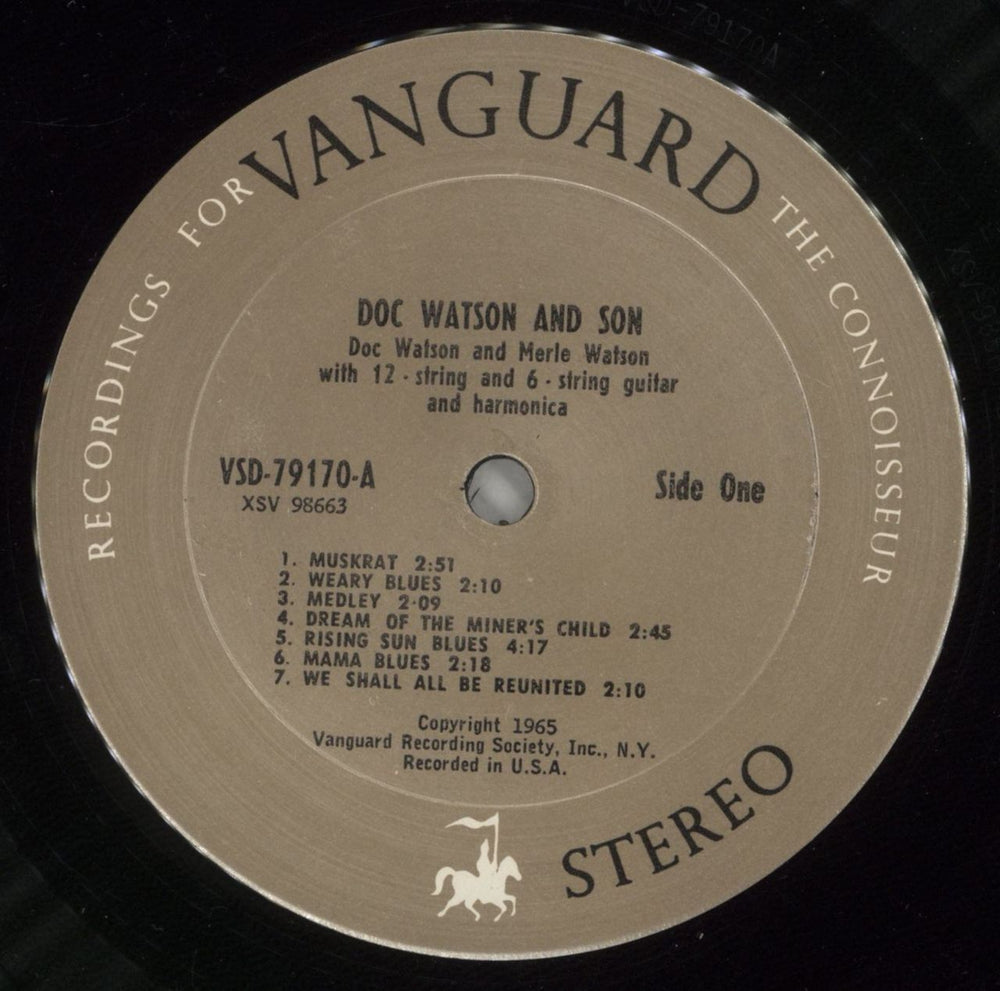 VSD-79170A
VANGUARD
RECORDINGS FOR
THE CONNOISSEUR
DOC WATSON AND SON
Doc Watson and Merle Watson
with 12 - string and 6 - string guitar
and harmonica
VSD-79170-A
XSV 98663
Side One
1. MUSKRAT 2:51
2. WEARY BLUES 2:10
3. MEDLEY 2·09
4. DREAM OF THE MINER'S CHILD 2:45
5. RISING SUN BLUES 4:17
6. MAMA BLUES 2:18
7. WE SHALL ALL BE REUNITED 2:10
Copyright 1965
Vanguard Recording Society, Inc., N.Y.
Recorded in U.S.A.
STEREO